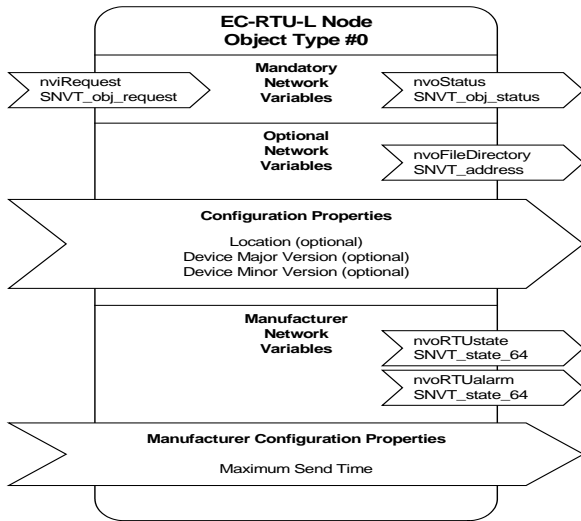 EC-RTU-L Node
Object Type #0
Mandatory
Network
Variables
nviRequest
SNVT_obj_request
nvoStatus
SNVT_obj_status
Optional
Network
Variables
nvoFileDirectory
SNVT_address
Configuration Properties
Location (optional)
Device Major Version (optional)
Device Minor Version (optional)
Manufacturer
Network
Variables
nvoRTUstate
SNVT_state_64
nvoRTUalarm
SNVT_state_64
Manufacturer Configuration Properties
Maximum Send Time